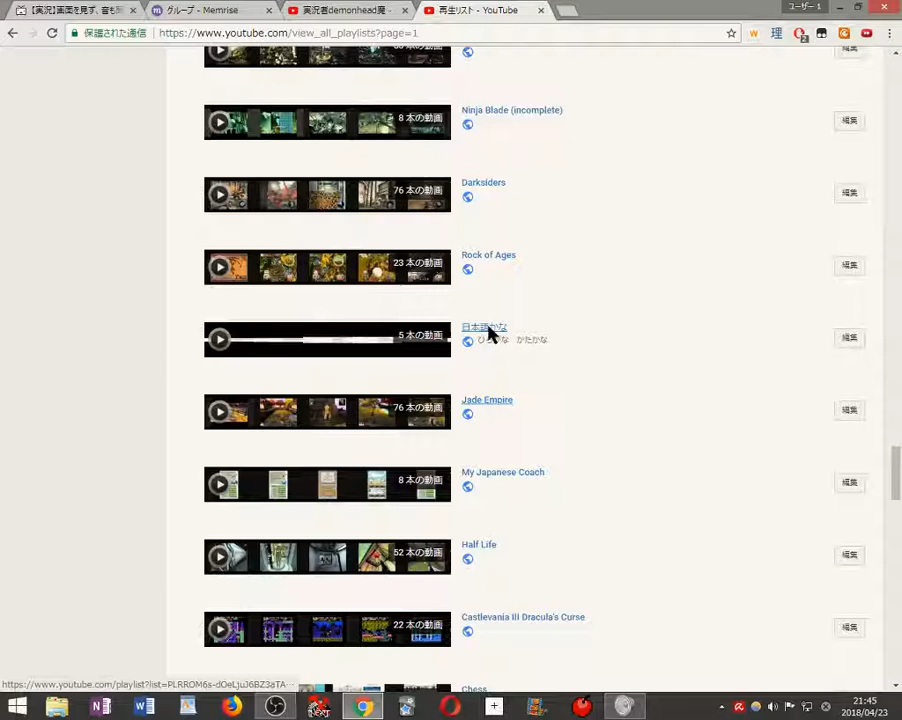 【実況】画面を見ず、音も
グループ - Memrise
実況者demonhead魔 -
再生リスト - YouTube
ユーザー 1
保護された通信
https://www.youtube.com/view_all_playlists?page=1
編集
Ninja Blade (incomplete)
8 本の動画
編集
Darksiders
76 本の動画
編集
Rock of Ages
23 本の動画
編集
日本語かな
5 本の動画
ひらがな かたかな
編集
Jade Empire
76 本の動画
編集
My Japanese Coach
8 本の動画
編集
Half Life
52 本の動画
編集
Castlevania III Dracula's Curse
22 本の動画
編集
Chess
https://www.youtube.com/playlist?list=PLRROM6s-dOeLjuJ6BZ3aTA…
21:45
2018/04/23